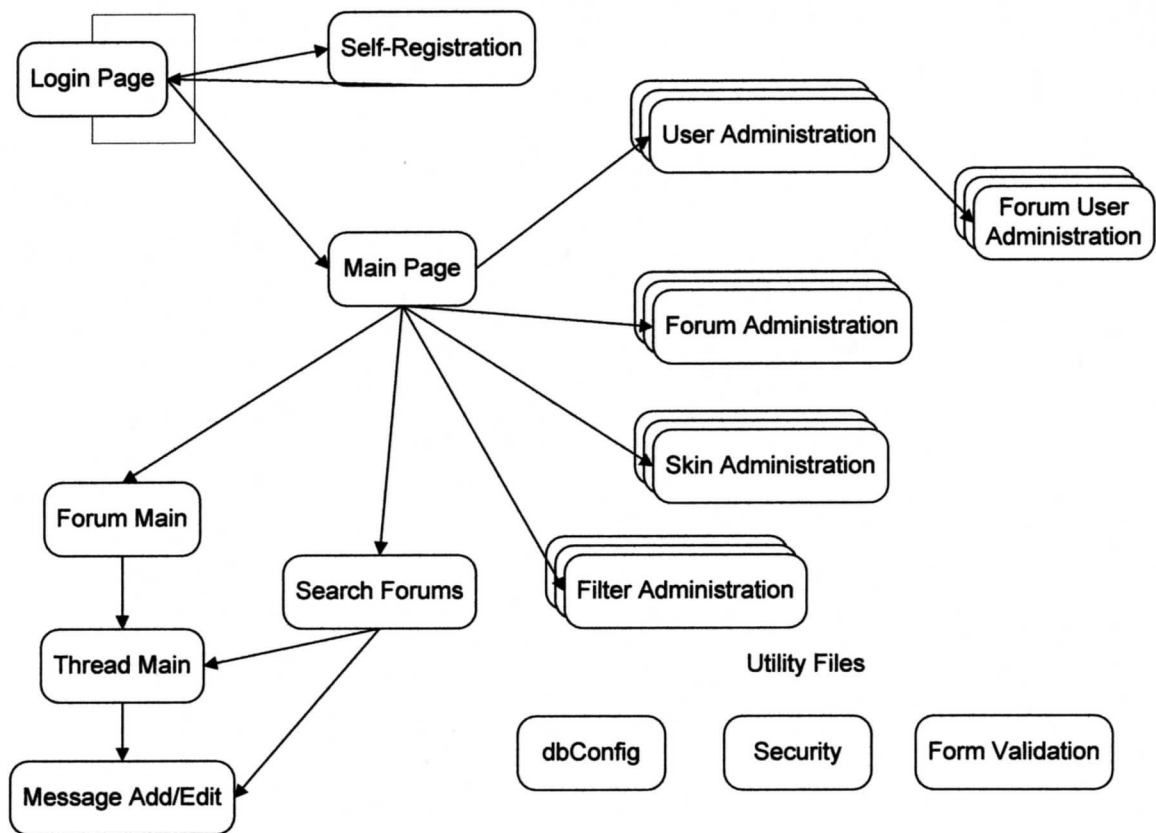 Self-Registration
Login Page
User Administration
Forum User
Administration
Main Page
Forum Administration
Skin Administration
Forum Main
Search Forums
Filter Administration
Thread Main
Utility Files
dbConfig
Security
Form Validation
Message Add/Edit